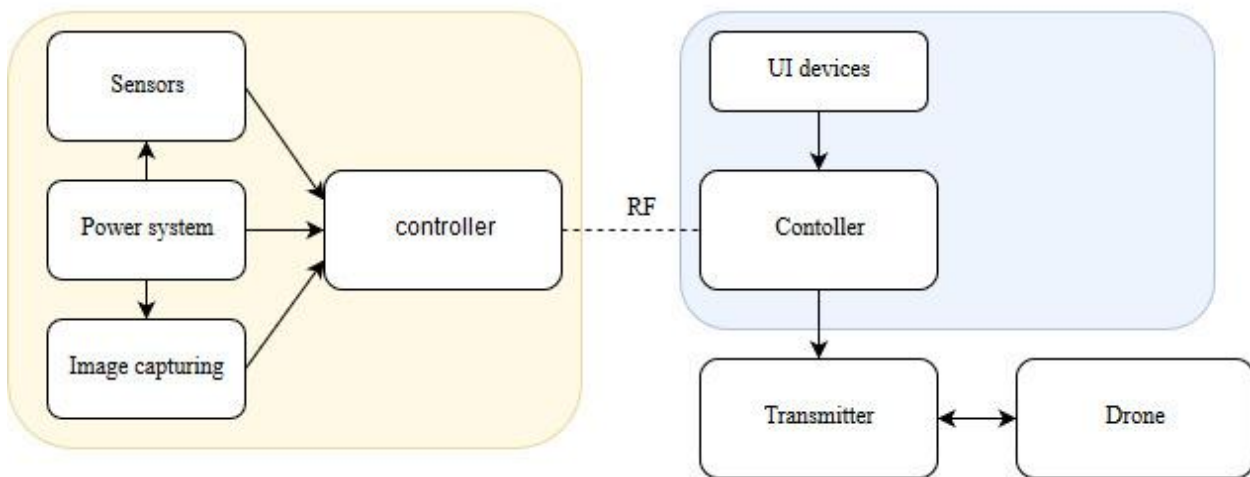 Sensors
UI devices
Power system
controller
RF
Contoller
Image capturing
Transmitter
Drone